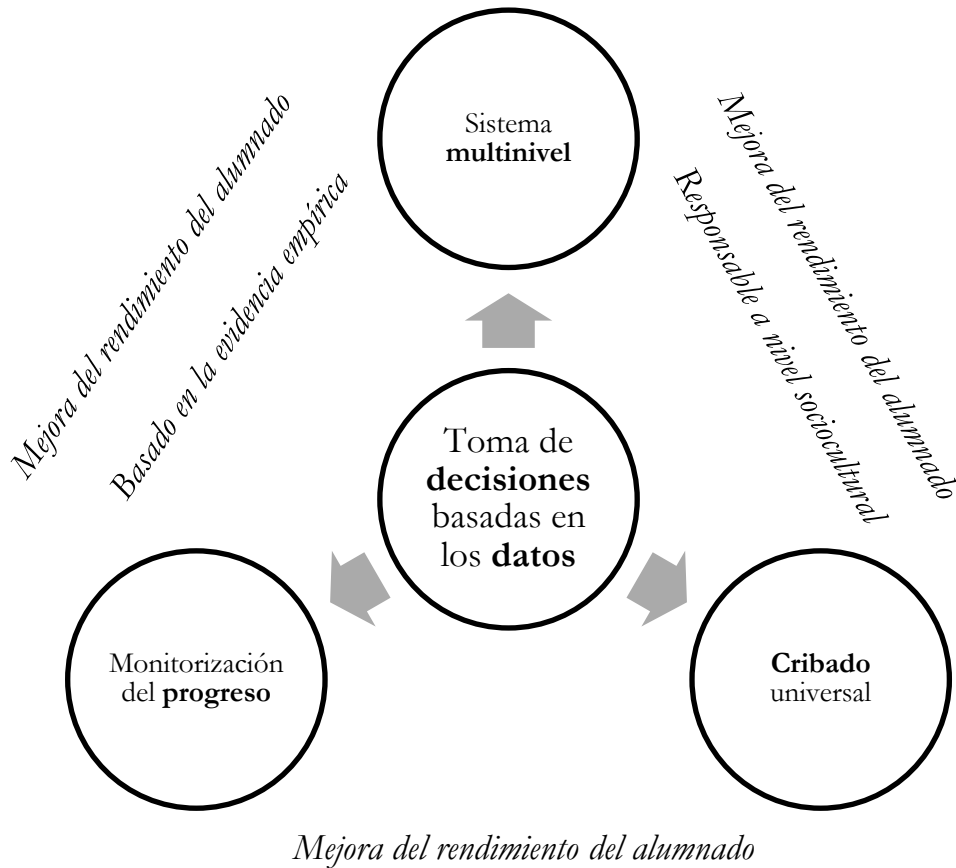 Sistema
multinivel
Mejora del rendimiento del alumnado
Basado en la evidencia empírica
Mejora del rendimiento del alumnado
Responsable a nivel sociocultural
Toma de
decisiones
basadas en
los datos
Monitorización
del progreso
Cribado
universal
Mejora del rendimiento del alumnado